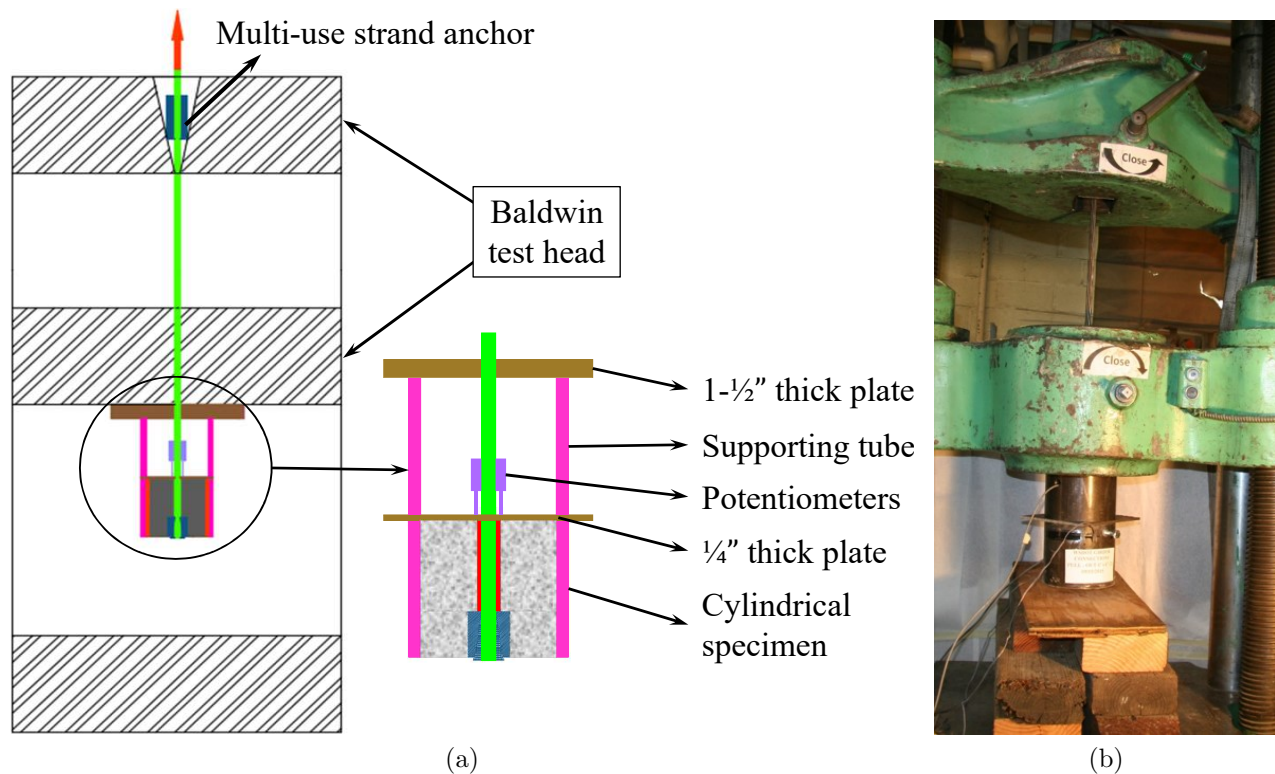 Multi-use strand anchor
Baldwin
test head
1-½” thick plate
Supporting tube
Potentiometers
¼” thick plate
Cylindrical
specimen
Close
Close
(a)
(b)